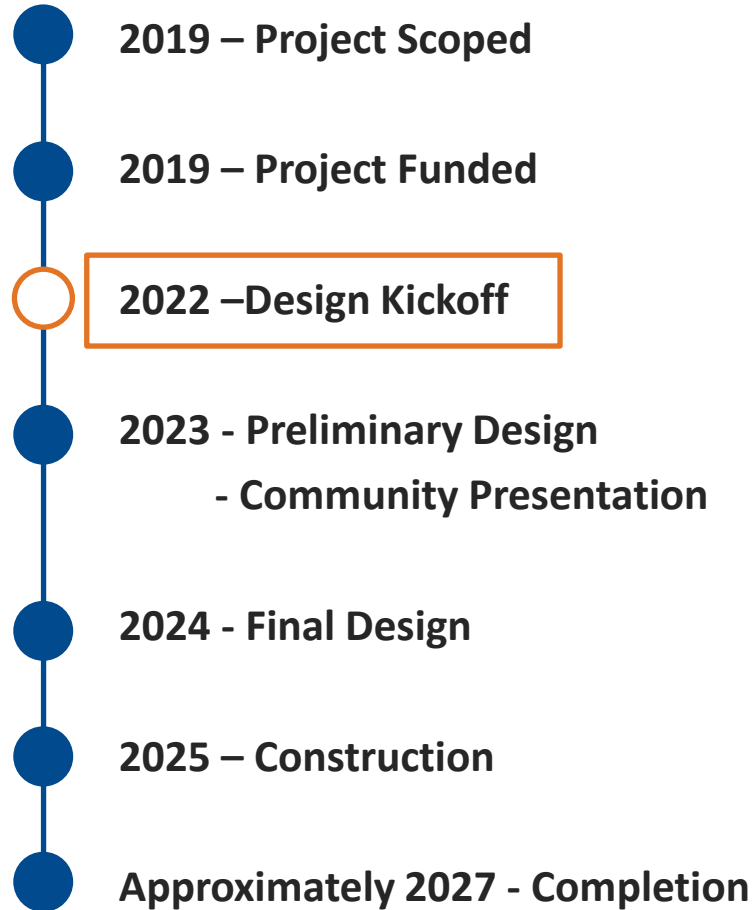 2019 – Project Scoped
2019 – Project Funded
2022 –Design Kickoff
2023 - Preliminary Design
- Community Presentation
2024 - Final Design
2025 – Construction
Approximately 2027 - Completion